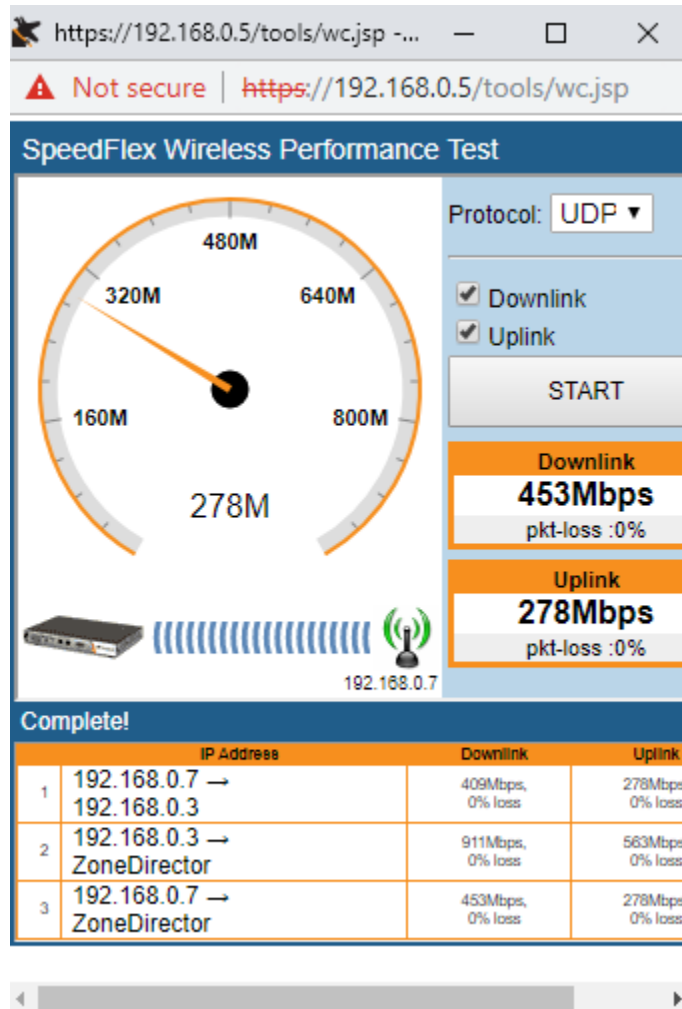 https://192.168.0.5/tools/wc.jsp -...
Not secure | https://192.168.0.5/tools/wc.jsp
SpeedFlex Wireless Performance Test
480M
320M
640M
160M
800M
278M
192.168.0.7
Protocol: UDP
Downlink
Uplink
START
Downlink
453Mbps
pkt-loss :0%
Uplink
278Mbps
pkt-loss :0%
Complete!
IP Address Downlink Uplink
1 192.168.0.7 → 192.168.0.3 409Mbps, 0% loss 278Mbps 0% loss
2 192.168.0.3 → ZoneDirector 911Mbps, 0% loss 563Mbps 0% loss
3 192.168.0.7 → ZoneDirector 453Mbps, 0% loss 278Mbps 0% loss